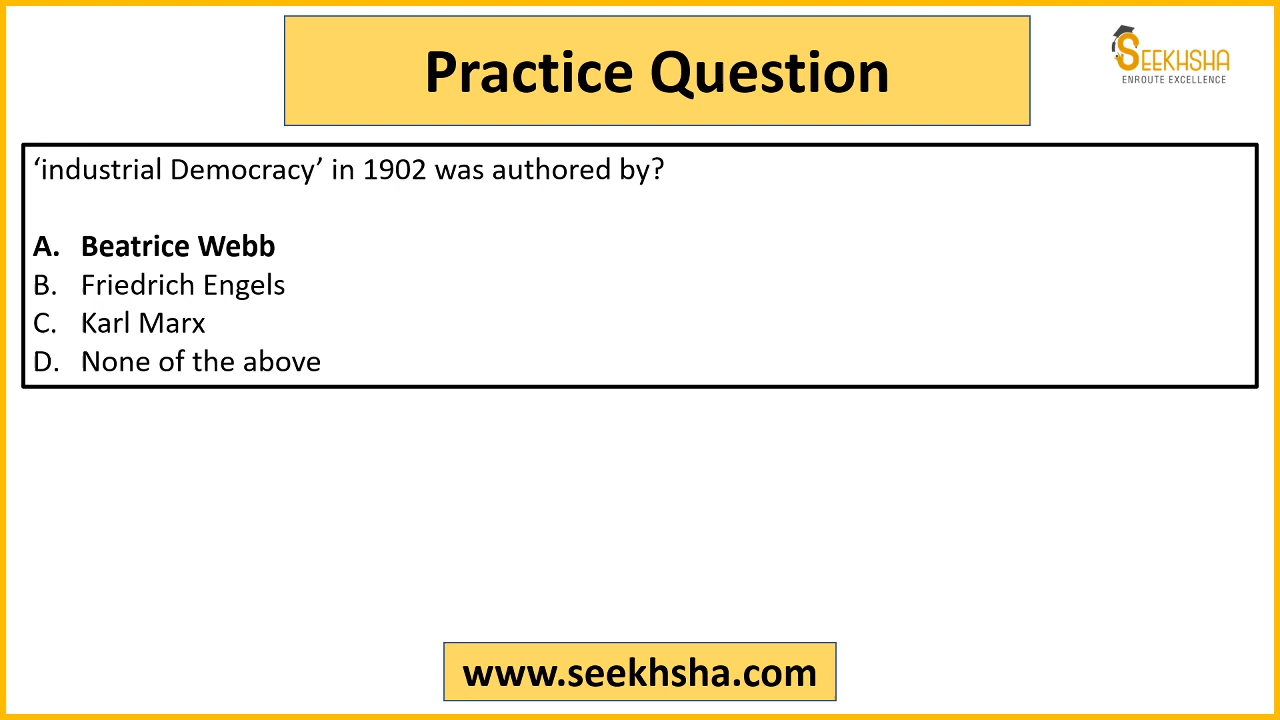 Practice Question
SEEKHSHA
ENROUTE EXCELLENCE
‘industrial Democracy’ in 1902 was authored by?
A. Beatrice Webb
B. Friedrich Engels
C. Karl Marx
D. None of the above
www.seekhsha.com